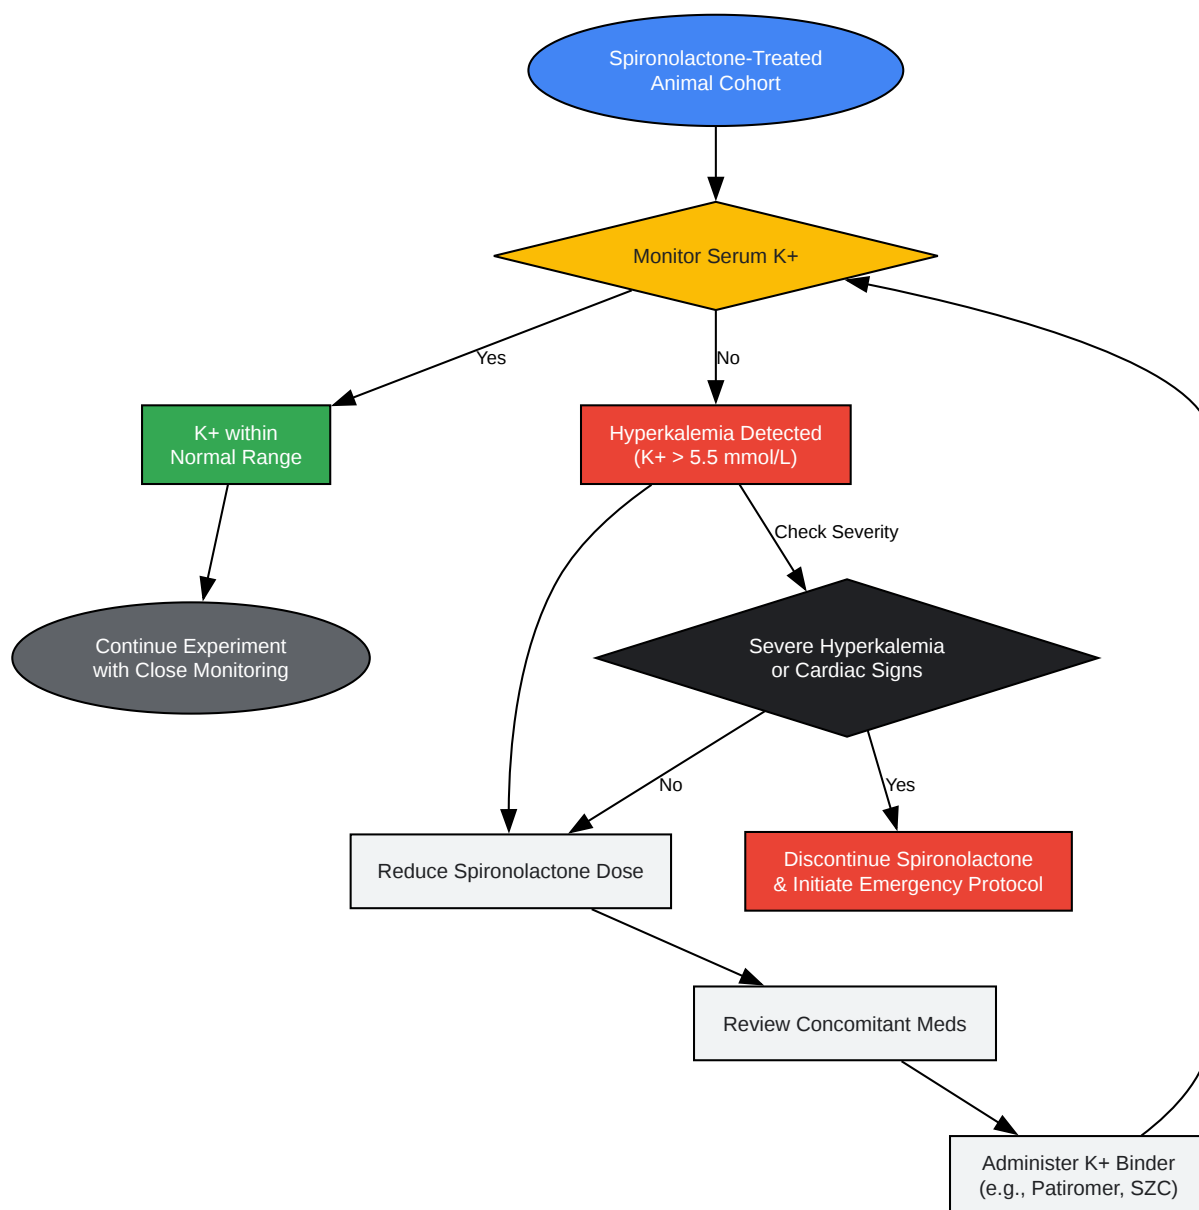 Spironolactone-Treated
Animal Cohort
Monitor Serum K+
Yes
No
K+ within
Normal Range
Hyperkalemia Detected
(K+ > 5.5 mmol/L)
Check Severity
Continue Experiment
with Close Monitoring
Severe Hyperkalemia
or Cardiac Signs
No
Yes
Reduce Spironolactone Dose
Discontinue Spironolactone
& Initiate Emergency Protocol
Review Concomitant Meds
Administer K+ Binder
(e.g., Patiromer, SZC)